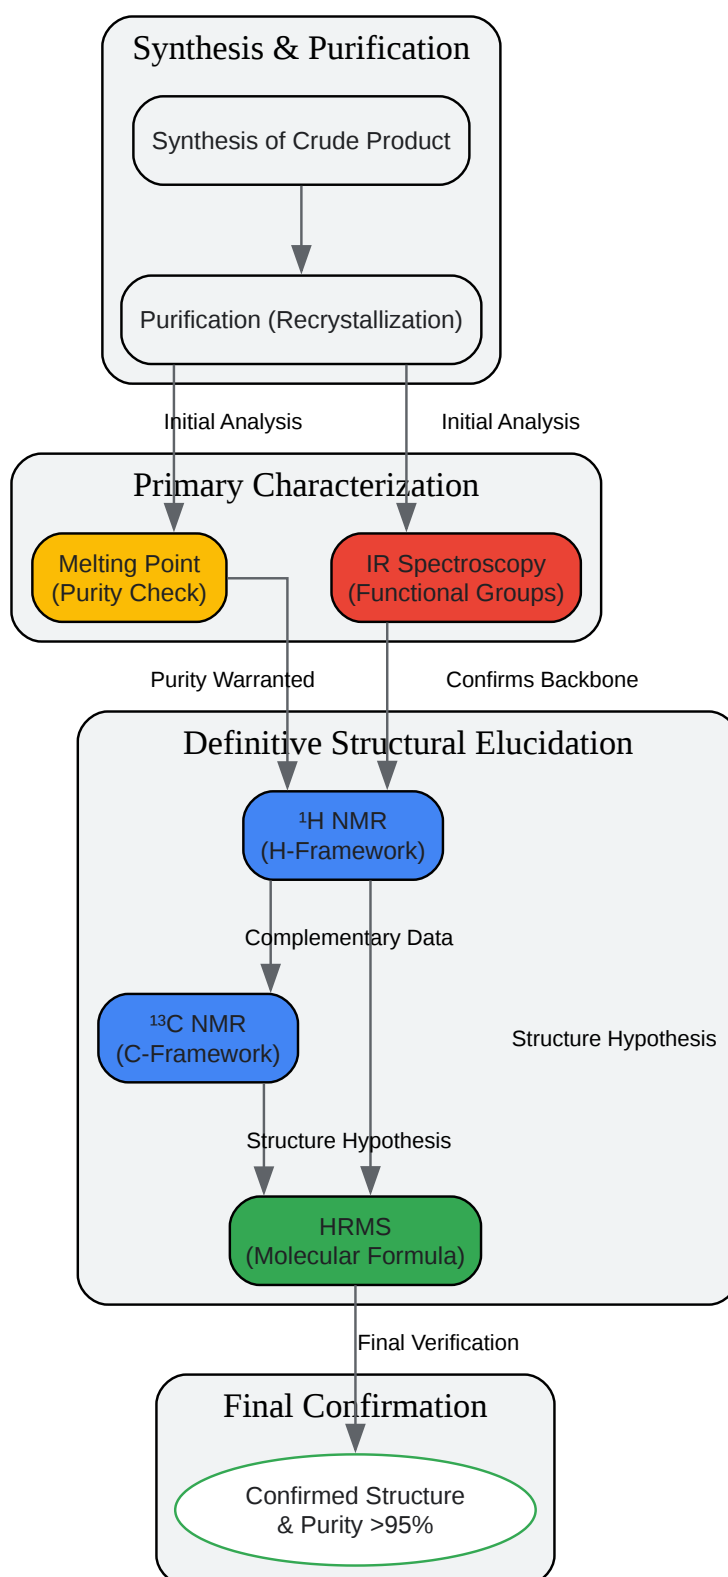 Synthesis & Purification
Synthesis of Crude Product
Purification (Recrystallization)
Initial Analysis
Initial Analysis
Primary Characterization
Melting Point
(Purity Check)
IR Spectroscopy
(Functional Groups)
Purity Warranted
Confirms Backbone
Definitive Structural Elucidation
¹H NMR
(H-Framework)
Complementary Data
¹³C NMR
(C-Framework)
Structure Hypothesis
Structure Hypothesis
HRMS
(Molecular Formula)
Final Verification
Final Confirmation
Confirmed Structure
& Purity >95%